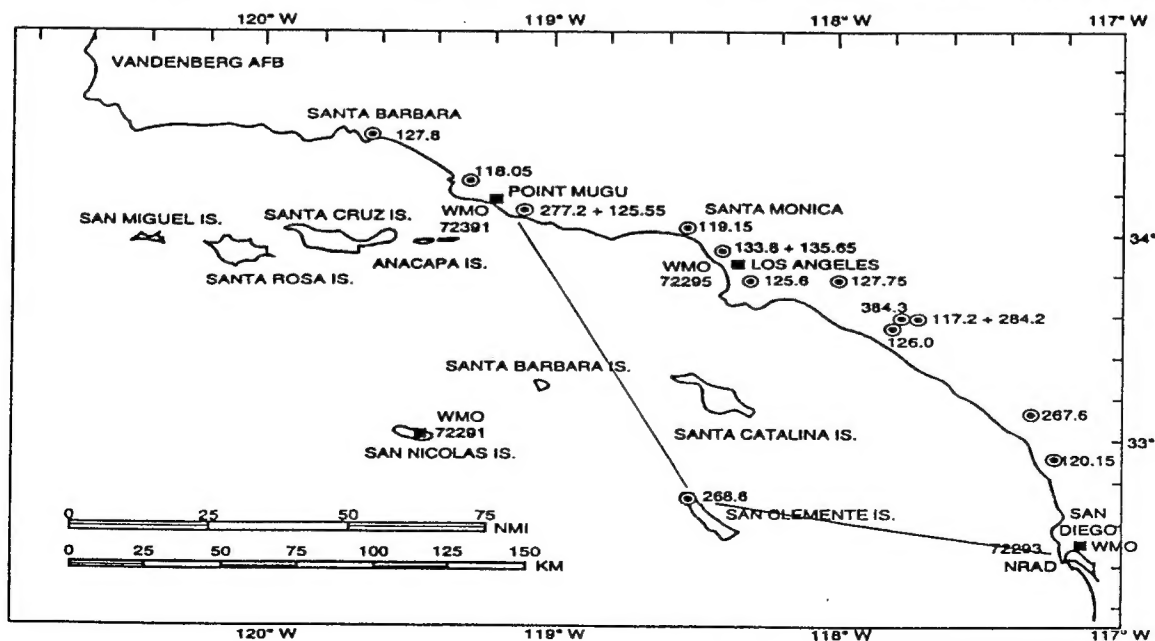 120° W 119° W 118° W 117° W
VANDENBERG AFB
SANTA BARBARA
127.8
118.05
POINT MUGU
277.2 + 125.55
SANTA MONICA
119.15
SAN MIGUEL IS.
SANTA CRUZ IS.
WMO
72391
133.8 + 135.65
34°
LOS ANGELES
SANTA ROSA IS.
ANACAPA IS.
WMO
72295
125.6
127.75
384.3
117.2 + 284.2
126.0
SANTA BARBARA IS.
267.6
WMO
72291
SANTA CATALINA IS.
33°
SAN NICOLAS IS.
120.15
268.6
SAN CLEMENTE IS.
SAN
DIEGO
0 25 50 75
NMI
WMO
72293
NRAD
0 25 50 75 100 125 150
KM
120° W 119° W 118° W 117° W